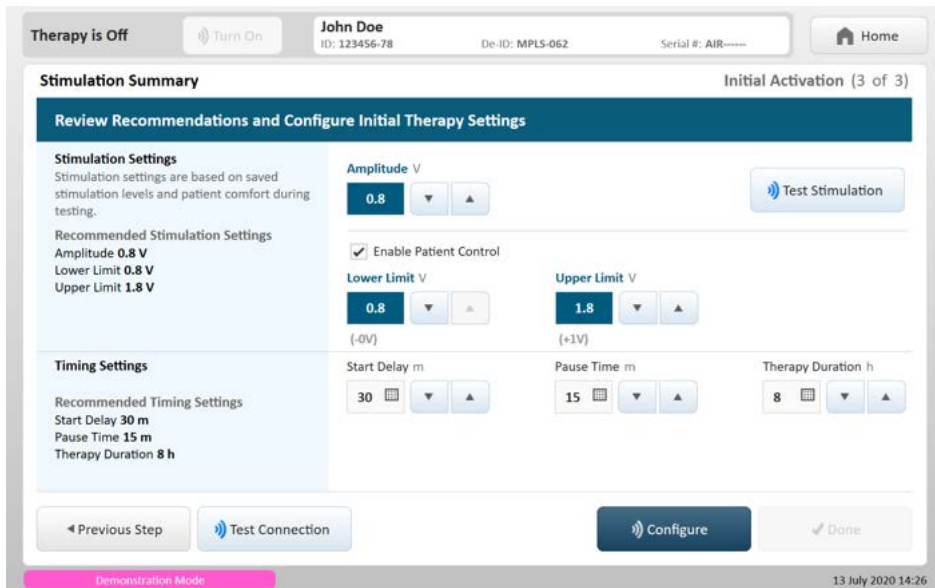 Therapy is Off
Turn On
John Doe
ID: 123456-78 De-ID: MPLS-062 Serial #: AIR------
Home
Stimulation Summary
Initial Activation (3 of 3)
Review Recommendations and Configure Initial Therapy Settings
Stimulation Settings
Stimulation settings are based on saved
stimulation levels and patient comfort during
testing.
Recommended Stimulation Settings
Amplitude 0.8 V
Lower Limit 0.8 V
Upper Limit 1.8 V
Amplitude V
0.8
Test Stimulation
Enable Patient Control
Lower Limit V Upper Limit V
0.8 1.8
(-0V) (+1V)
Timing Settings
Recommended Timing Settings
Start Delay 30 m
Pause Time 15 m
Therapy Duration 8 h
Start Delay m Pause Time m Therapy Duration h
30 15 8
Previous Step
Test Connection
Configure
Done
Demonstration Mode
13 July 2020 14:26